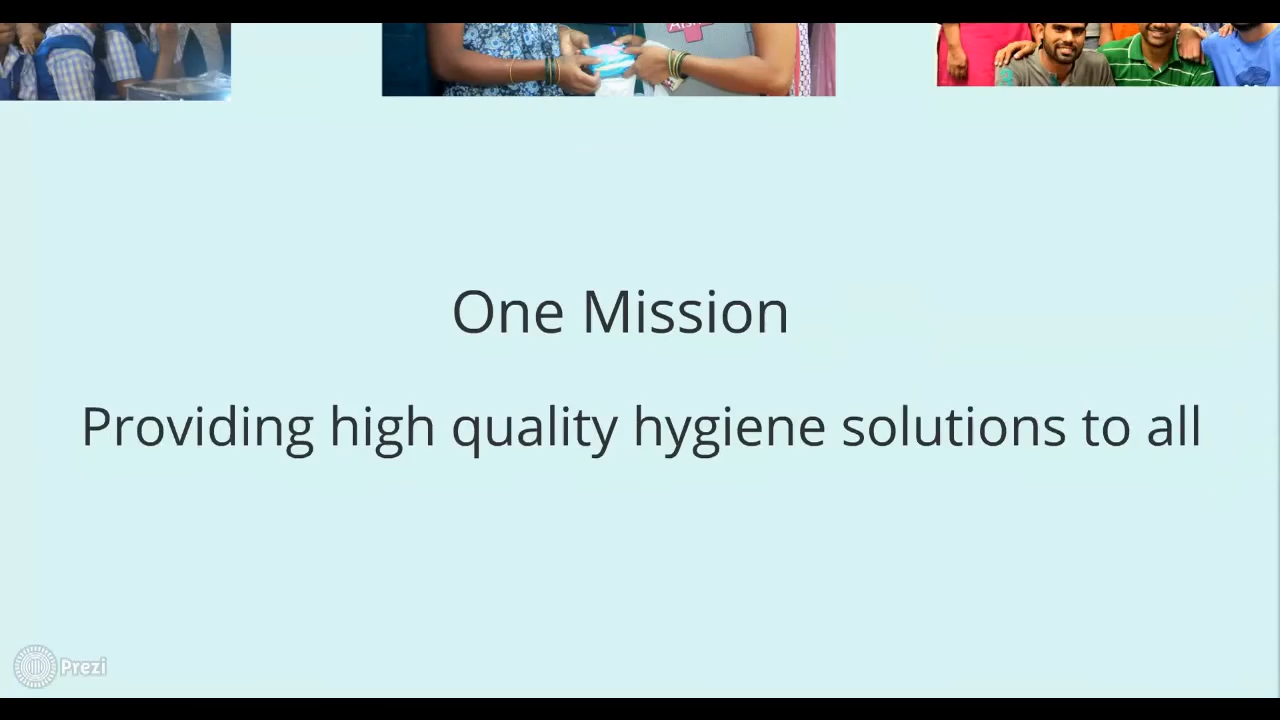 One Mission
Providing high quality hygiene solutions to all
Prezi